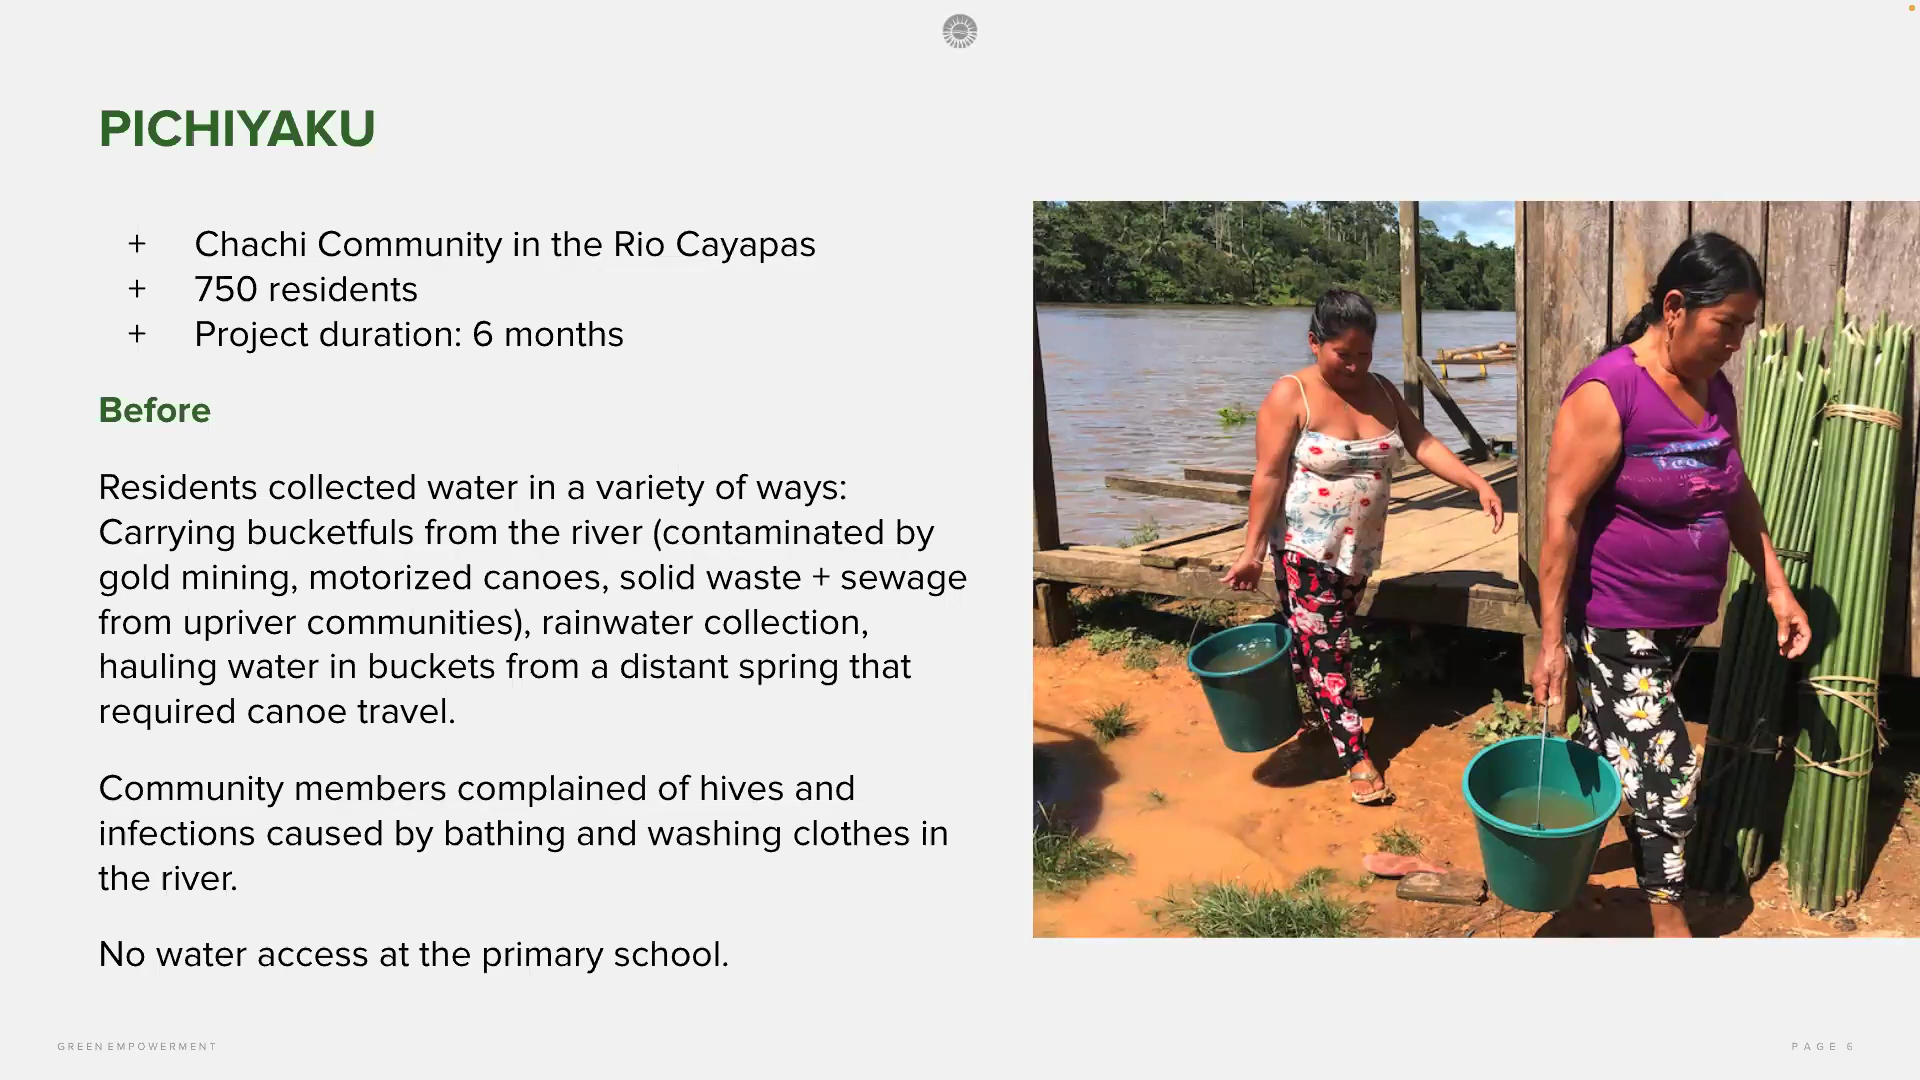 PICHIYAKU
+ Chachi Community in the Rio Cayapas
+ 750 residents
+ Project duration: 6 months
Before
Residents collected water in a variety of ways:
Carrying bucketfuls from the river (contaminated by
gold mining, motorized canoes, solid waste + sewage
from upriver communities), rainwater collection,
hauling water in buckets from a distant spring that
required canoe travel.
Community members complained of hives and
infections caused by bathing and washing clothes in
the river.
No water access at the primary school.
GREEN EMPOWERMENT
PAGE 6